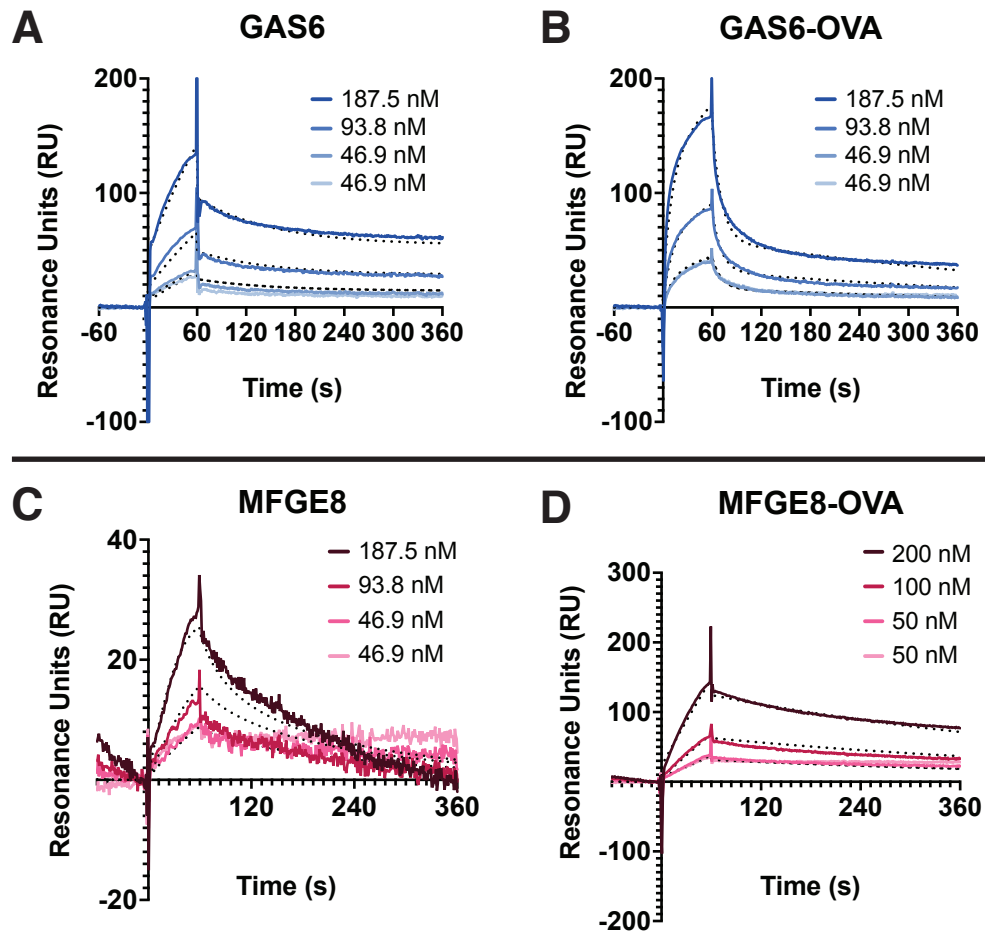 A
GAS6
Resonance Units (RU)
200
100
-100
-60
60
120
180
240
300
360
Time (s)
187.5 nM
93.8 nM
46.9 nM
46.9 nM
B
GAS6-OVA
Resonance Units (RU)
200
100
-100
-60
60
120
180
240
300
360
Time (s)
187.5 nM
93.8 nM
46.9 nM
46.9 nM
C
MFGE8
Resonance Units (RU)
40
20
-20
120
240
360
Time (s)
187.5 nM
93.8 nM
46.9 nM
46.9 nM
D
MFGE8-OVA
Resonance Units (RU)
300
200
100
-100
-200
120
240
360
Time (s)
200 nM
100 nM
50 nM
50 nM